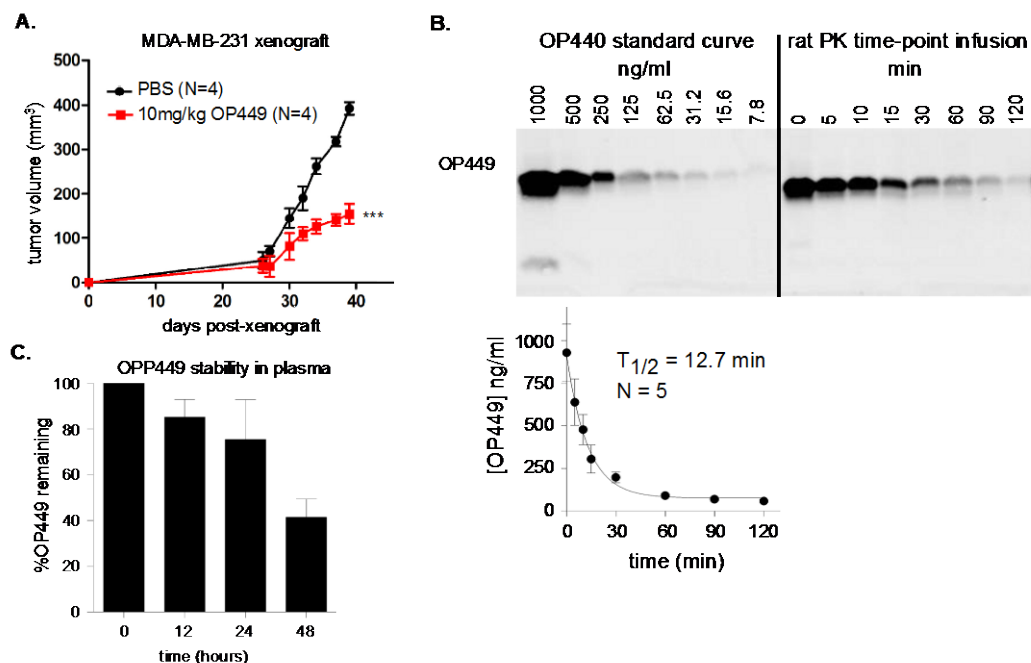 A.
MDA-MB-231 xenograft
PBS (N=4)
10mg/kg OP449 (N=4)
500
400
300
200
100
0
tumor volume (mm³)
***
0 10 20 30 40
days post-xenograft
B.
OP440 standard curve
ng/ml
rat PK time-point infusion
min
1000 500 250 125 62.5 31.2 15.6 7.8
0 5 10 15 30 60 90 120
OP449
1000
750
500
250
0
[OP449] ng/ml
T1/2 = 12.7 min
N = 5
0 30 60 90 120
time (min)
C.
OPP449 stability in plasma
100
80
60
40
20
0
%OP449 remaining
0 12 24 48
time (hours)